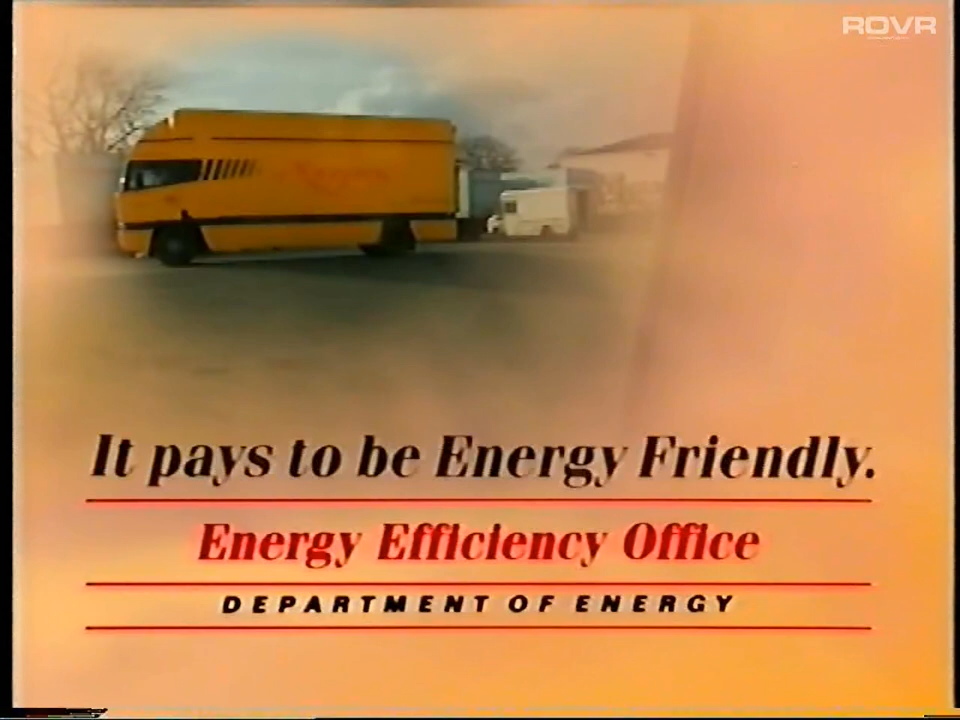 ROVR
It pays to be Energy Friendly.
Energy Efficiency Office
DEPARTMENT OF ENERGY